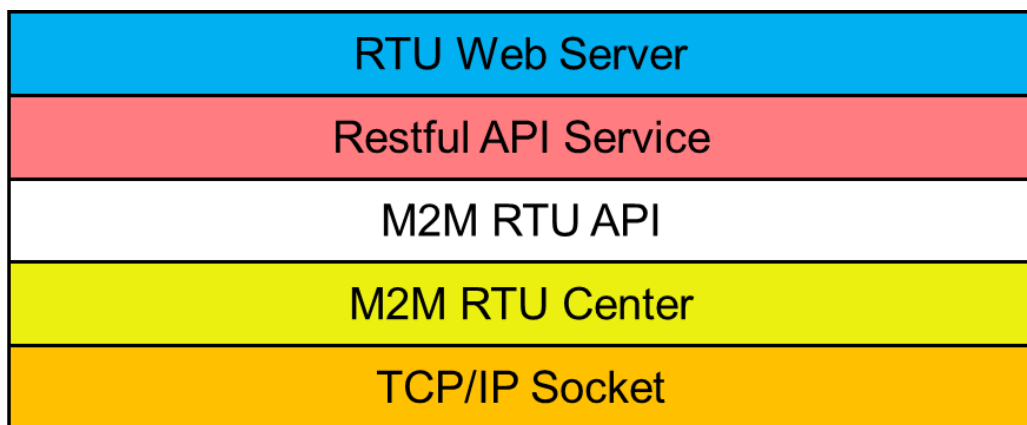 RTU Web Server
Restful API Service
M2M RTU API
M2M RTU Center
TCP/IP Socket